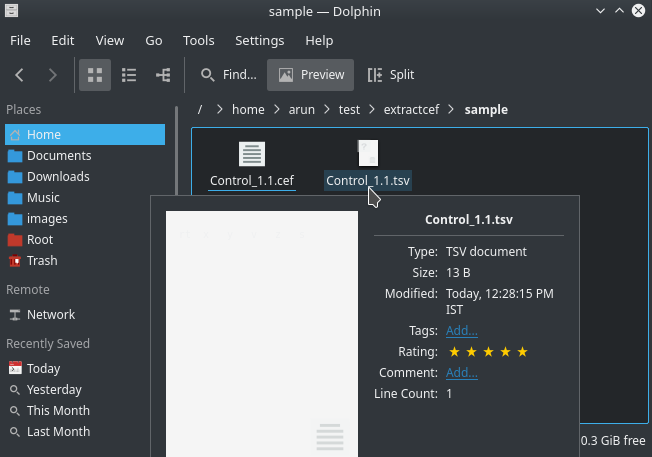 sample — Dolphin
File Edit View Go Tools Settings Help
Find... Preview Split
Places
/ > home > arun > test > extractcef > sample
Home
Documents
Downloads
Music
images
Root
Trash
Remote
Network
Recently Saved
Today
Yesterday
This Month
Last Month
Control_1.1.cef
Control_1.1.tsv
Control_1.1.tsv
Type: TSV document
Size: 13 B
Modified: Today, 12:28:15 PM
IST
Tags: Add...
Rating: ★ ★ ★ ★ ★
Comment: Add...
Line Count: 1
0.3 GiB free